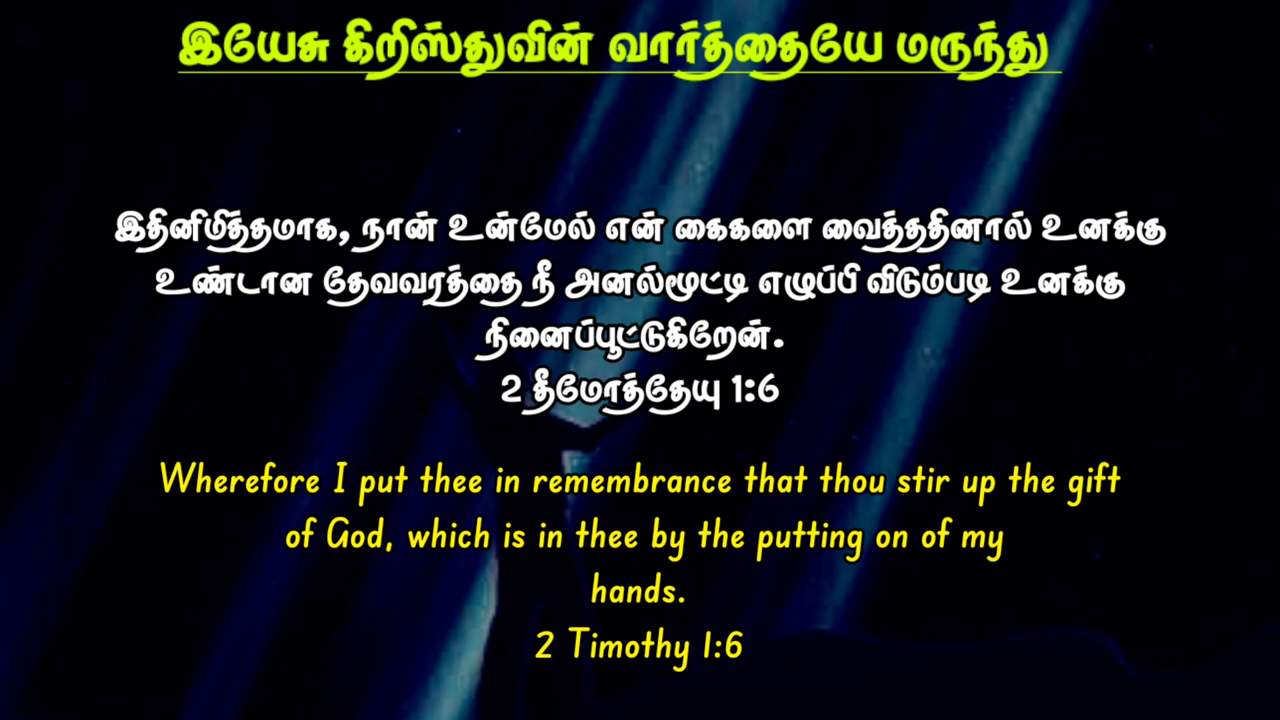 இயேசு கிறிஸ்துவின் வார்த்தையே மருந்து
இதினிமித்தமாக, நான் உன்மேல் என் கைகளை வைத்ததினால் உனக்கு
உண்டான தேவவரத்தை நீ அனல்மூட்டி எழுப்பி விடும்படி உனக்கு
நினைப்பூட்டுகிறேன்.
2 தீமோத்தேயு 1:6
Wherefore I put thee in remembrance that thou stir up the gift
of God, which is in thee by the putting on of my
hands.
2 Timothy 1:6